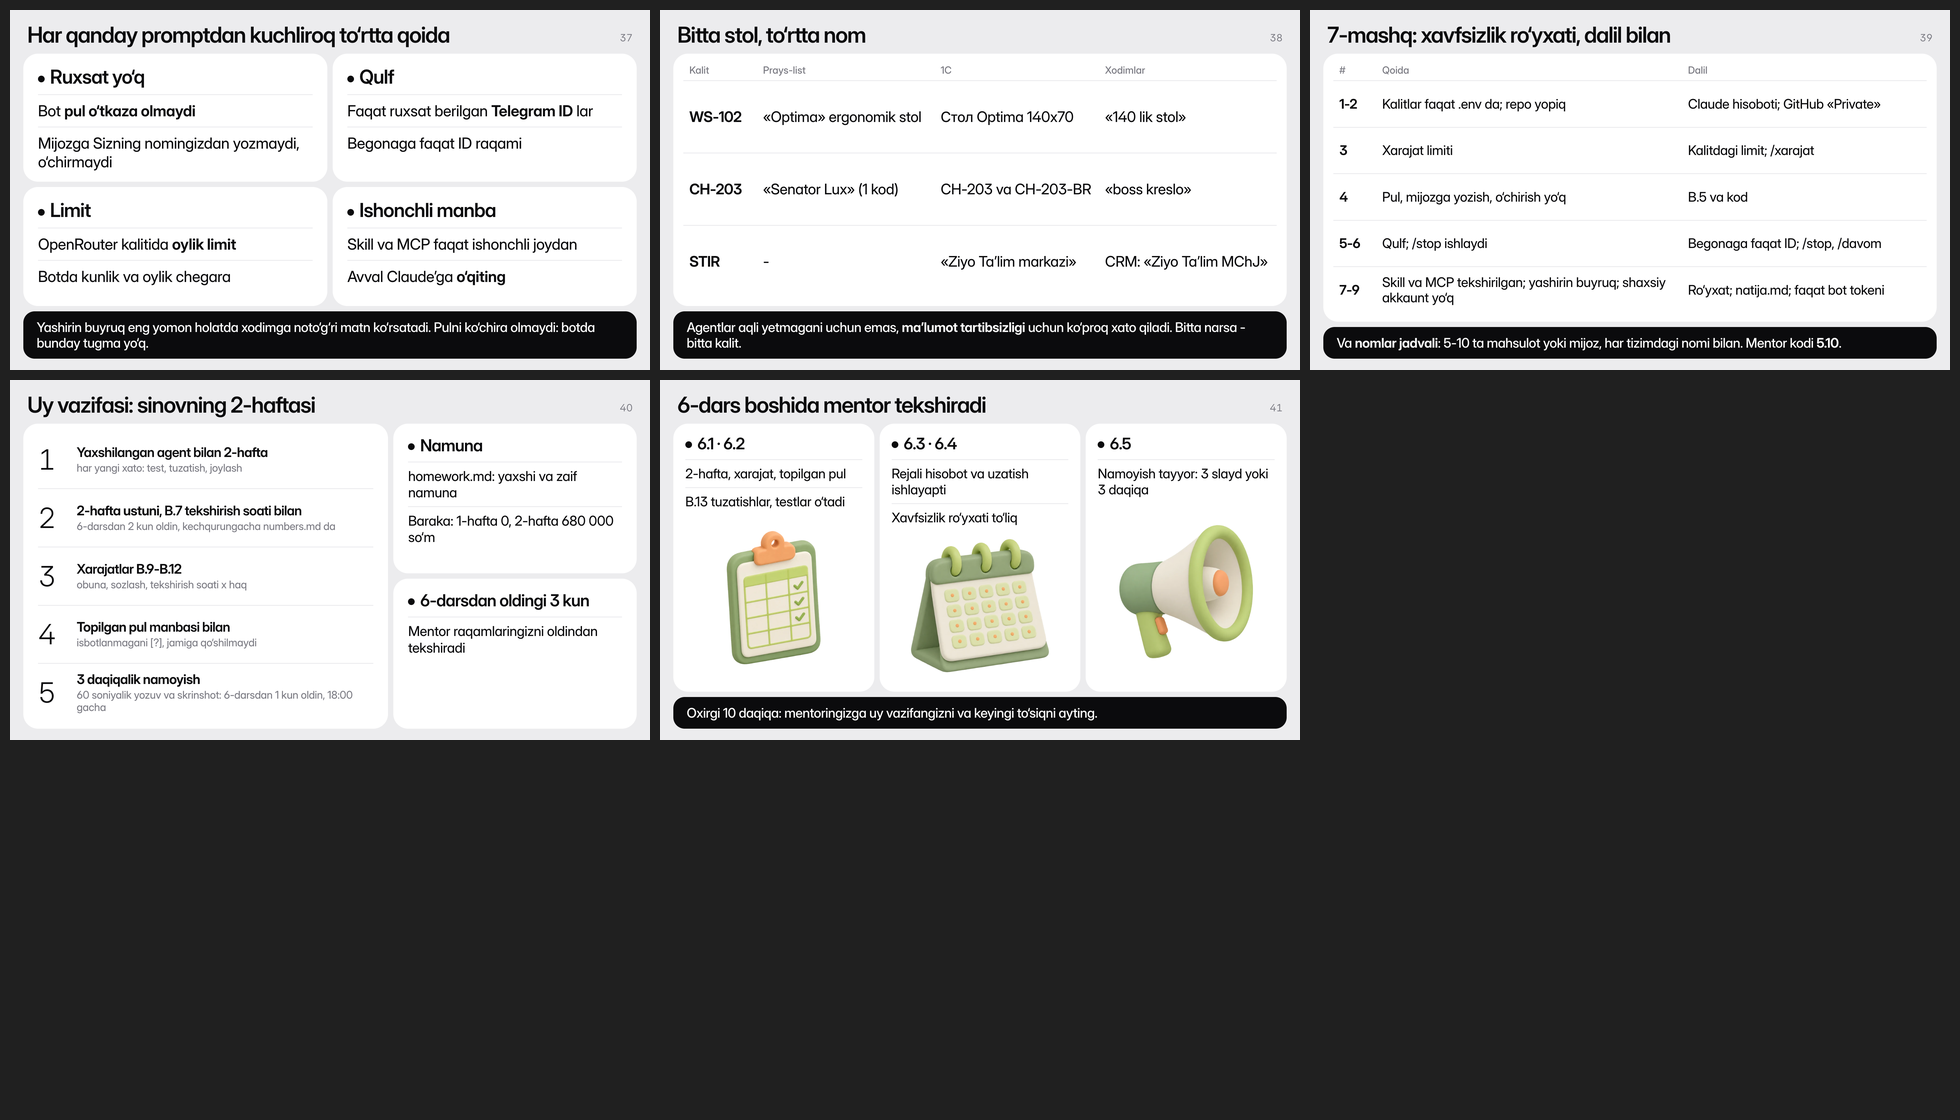 Har qanday promptdan kuchliroq to‘rtta qoida
37
• Ruxsat yo‘q
Bot pul o‘tkaza olmaydi
Mijozga Sizning nomingizdan yozmaydi,
o‘chirmaydi
• Qulf
Faqat ruxsat berilgan Telegram ID lar
Begonaga faqat ID raqami
• Limit
OpenRouter kalitida oylik limit
Botda kunlik va oylik chegara
• Ishonchli manba
Skill va MCP faqat ishonchli joydan
Avval Claude’ga o‘qiting
Yashirin buyruq eng yomon holatda xodimga noto‘g‘ri matn ko‘rsatadi. Pulni ko‘chira olmaydi: botda
bunday tugma yo‘q.
Bitta stol, to‘rtta nom
38
Kalit Prays-list 1C Xodimlar
WS-102 «Optima» ergonomik stol Стол Optima 140x70 «140 lik stol»
CH-203 «Senator Lux» (1 kod) CH-203 va CH-203-BR «boss kreslo»
STIR - «Ziyo Ta’lim markazi» CRM: «Ziyo Ta’lim MChJ»
Agentlar aqli yetmagani uchun emas, ma’lumot tartibsizligi uchun ko‘proq xato qiladi. Bitta narsa -
bitta kalit.
7-mashq: xavfsizlik ro‘yxati, dalil bilan
39
# Qoida Dalil
1-2 Kalitlar faqat .env da; repo yopiq Claude hisoboti; GitHub «Private»
3 Xarajat limiti Kalitdagi limit; /xarajat
4 Pul, mijozga yozish, o‘chirish yo‘q B.5 va kod
5-6 Qulf; /stop ishlaydi Begonaga faqat ID; /stop, /davom
7-9 Skill va MCP tekshirilgan; yashirin buyruq; shaxsiy
akkaunt yo‘q Ro‘yxat; natija.md; faqat bot tokeni
Va nomlar jadvali: 5-10 ta mahsulot yoki mijoz, har tizimdagi nomi bilan. Mentor kodi 5.10.
Uy vazifasi: sinovning 2-haftasi
40
1 Yaxshilangan agent bilan 2-hafta
har yangi xato: test, tuzatish, joylash
2 2-hafta ustuni, B.7 tekshirish soati bilan
6-darsdan 2 kun oldin, kechqurungacha numbers.md da
3 Xarajatlar B.9-B.12
obuna, sozlash, tekshirish soati x haq
4 Topilgan pul manbasi bilan
isbotlanmagani [?], jamiga qo‘shilmaydi
5 3 daqiqalik namoyish
60 soniyalik yozuv va skrinshot: 6-darsdan 1 kun oldin, 18:00
gacha
• Namuna
homework.md: yaxshi va zaif
namuna
Baraka: 1-hafta 0, 2-hafta 680 000
so‘m
• 6-darsdan oldingi 3 kun
Mentor raqamlaringizni oldindan
tekshiradi
6-dars boshida mentor tekshiradi
41
• 6.1 · 6.2
2-hafta, xarajat, topilgan pul
B.13 tuzatishlar, testlar o‘tadi
• 6.3 · 6.4
Rejali hisobot va uzatish
ishlayapti
Xavfsizlik ro‘yxati to‘liq
• 6.5
Namoyish tayyor: 3 slayd yoki
3 daqiqa
Oxirgi 10 daqiqa: mentoringizga uy vazifangizni va keyingi to‘siqni ayting.